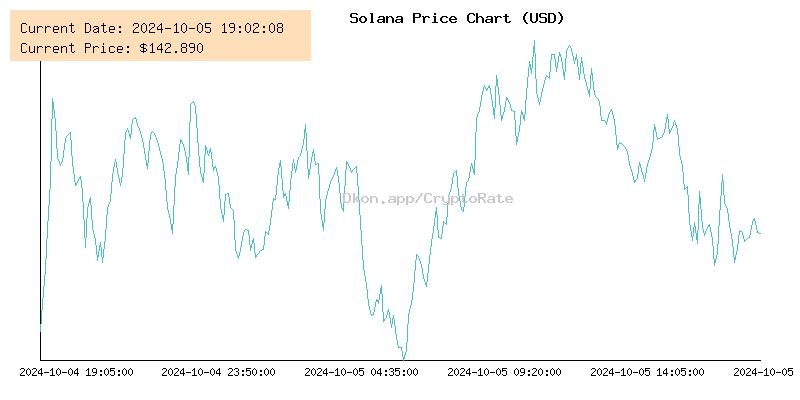 Solana Price Chart (USD)
Current Date: 2024-10-05 19:02:08
Current Price: $142.890
Okon.app/CryptoRate
2024-10-04 19:05:00 2024-10-04 23:50:00 2024-10-05 04:35:00 2024-10-05 09:20:00 2024-10-05 14:05:00 2024-10-05